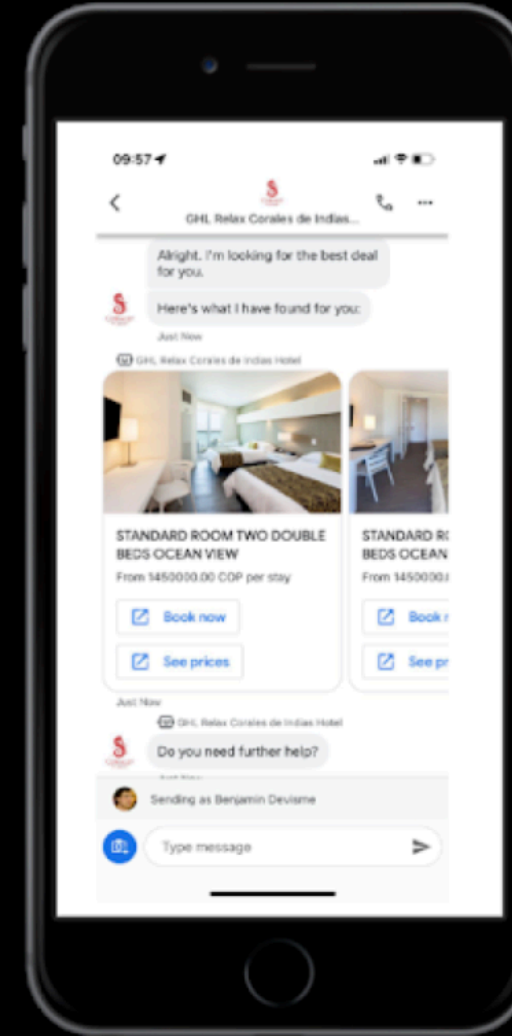 09:57
GHL Relax Corales de Indias...
Alright. I'm looking for the best deal
for you.
Here's what I have found for you:
Just Now
GHL Relax Corales de Indias Hotel
STANDARD ROOM TWO DOUBLE
BEDS OCEAN VIEW
From 1450000.00 COP per stay
Book now
See prices
STANDARD RO
BEDS OCEAN
From 1450000.
Book n
See pr
Just Now
GHL Relax Corales de Indias Hotel
Do you need further help?
Sending as Benjamin Devisme
Type message